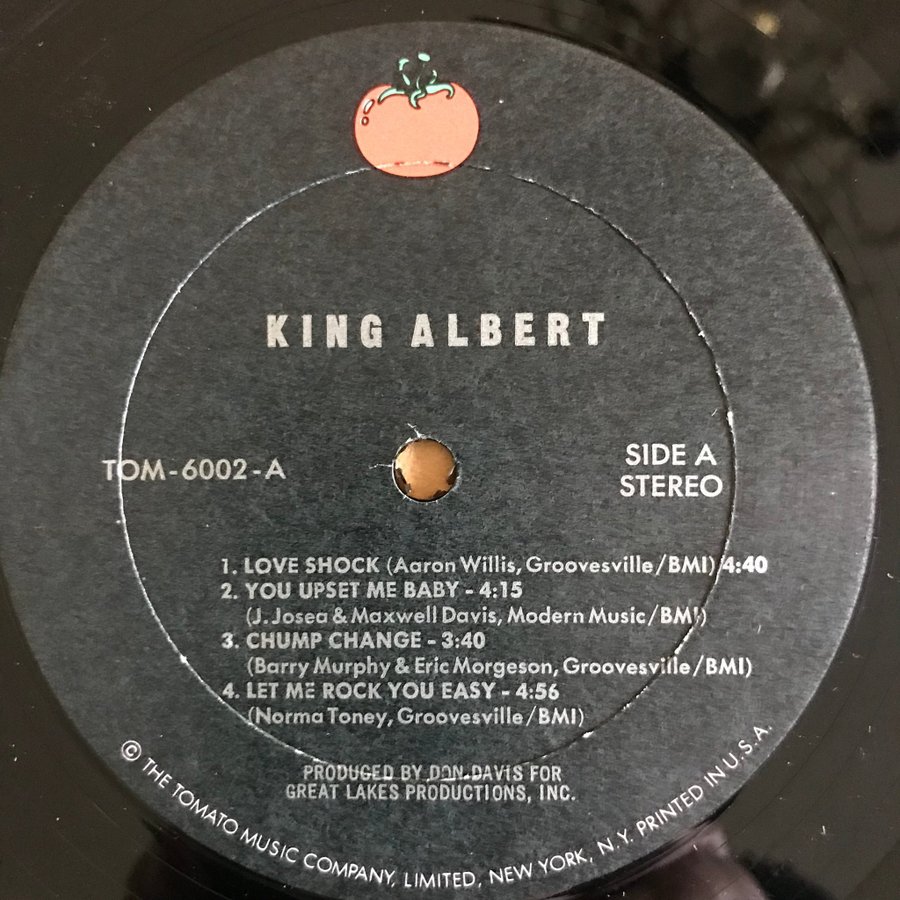 KING ALBERT
TOM-6002-A
SIDE A
STEREO
1. LOVE SHOCK (Aaron Willis, Groovesville/BMI) 4:40
2. YOU UPSET ME BABY - 4:15
(J. Josea & Maxwell Davis, Modern Music/BMI)
3. CHUMP CHANGE - 3:40
(Barry Murphy & Eric Morgeson, Groovesville/BMI)
4. LET ME ROCK YOU EASY - 4:56
(Norma Toney, Groovesville/BMI)
PRODUCED BY DON DAVIS FOR
GREAT LAKES PRODUCTIONS, INC.
© THE TOMATO MUSIC COMPANY, LIMITED, NEW YORK, N.Y. PRINTED IN U.S.A.